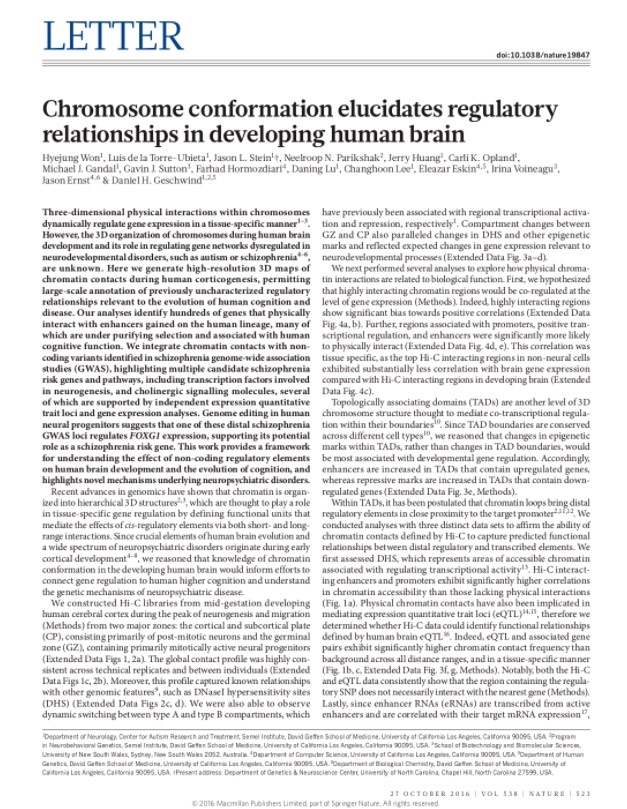 LETTER
doi:10.1038/nature19847
Chromosome conformation elucidates regulatory
relationships in developing human brain
Hyejung Won1, Luis de la Torre-Ubieta1, Jason L. Stein1†, Neelroop N. Parikshak2, Jerry Huang1, Carli K. Opland1,
Michael J. Gandal1, Gavin J. Sutton3, Farhad Hormozdiari4, Daning Lu1, Changhoon Lee1, Eleazar Eskin4,5, Irina Voineagu3,
Jason Ernst4,6 & Daniel H. Geschwind1,2,5
Three-dimensional physical interactions within chromosomes
dynamically regulate gene expression in a tissue-specific manner1–3.
However, the 3D organization of chromosomes during human brain
development and its role in regulating gene networks dysregulated in
neurodevelopmental disorders, such as autism or schizophrenia4–6,
are unknown. Here we generate high-resolution 3D maps of
chromatin contacts during human corticogenesis, permitting
large-scale annotation of previously uncharacterized regulatory
relationships relevant to the evolution of human cognition and
disease. Our analyses identify hundreds of genes that physically
interact with enhancers gained on the human lineage, many of
which are under purifying selection and associated with human
cognitive function. We integrate chromatin contacts with non-
coding variants identified in schizophrenia genome-wide association
studies (GWAS), highlighting multiple candidate schizophrenia
risk genes and pathways, including transcription factors involved
in neurogenesis, and cholinergic signalling molecules, several
of which are supported by independent expression quantitative
trait loci and gene expression analyses. Genome editing in human
neural progenitors suggests that one of these distal schizophrenia
GWAS loci regulates FOXG1 expression, supporting its potential
role as a schizophrenia risk gene. This work provides a framework
for understanding the effect of non-coding regulatory elements
on human brain development and the evolution of cognition, and
highlights novel mechanisms underlying neuropsychiatric disorders.
Recent advances in genomics have shown that chromatin is organ-
ized into hierarchical 3D structures2,3, which are thought to play a role
in tissue-specific gene regulation by defining functional units that
mediate the effects of cis-regulatory elements via both short- and long-
range interactions. Since crucial elements of human brain evolution and
a wide spectrum of neuropsychiatric disorders originate during early
cortical development4–8, we reasoned that knowledge of chromatin
conformation in the developing human brain would inform efforts to
connect gene regulation to human higher cognition and understand
the genetic mechanisms of neuropsychiatric disease.
We constructed Hi-C libraries from mid-gestation developing
human cerebral cortex during the peak of neurogenesis and migration
(Methods) from two major zones: the cortical and subcortical plate
(CP), consisting primarily of post-mitotic neurons and the germinal
zone (GZ), containing primarily mitotically active neural progenitors
(Extended Data Figs 1, 2a). The global contact profile was highly con-
sistent across technical replicates and between individuals (Extended
Data Figs 1c, 2b). Moreover, this profile captured known relationships
with other genomic features9, such as DNaseI hypersensitivity sites
(DHS) (Extended Data Figs 2c, d). We were also able to observe
dynamic switching between type A and type B compartments, which
have previously been associated with regional transcriptional activa-
tion and repression, respectively1. Compartment changes between
GZ and CP also paralleled changes in DHS and other epigenetic
marks and reflected expected changes in gene expression relevant to
neurodevelopmental processes (Extended Data Fig. 3a–d).
We next performed several analyses to explore how physical chroma-
tin interactions are related to biological function. First, we hypothesized
that highly interacting chromatin regions would be co-regulated at the
level of gene expression (Methods). Indeed, highly interacting regions
show significant bias towards positive correlations (Extended Data
Fig. 4a, b). Further, regions associated with promoters, positive tran-
scriptional regulation, and enhancers were significantly more likely
to physically interact (Extended Data Fig. 4d, e). This correlation was
tissue specific, as the top Hi-C interacting regions in non-neural cells
exhibited substantially less correlation with brain gene expression
compared with Hi-C interacting regions in developing brain (Extended
Data Fig. 4c).
Topologically associating domains (TADs) are another level of 3D
chromosome structure thought to mediate co-transcriptional regula-
tion within their boundaries10. Since TAD boundaries are conserved
across different cell types10, we reasoned that changes in epigenetic
marks within TADs, rather than changes in TAD boundaries, would
be most associated with developmental gene regulation. Accordingly,
enhancers are increased in TADs that contain upregulated genes,
whereas repressive marks are increased in TADs that contain down-
regulated genes (Extended Data Fig. 3e, Methods).
Within TADs, it has been postulated that chromatin loops bring distal
regulatory elements in close proximity to the target promoter2,11,12. We
conducted analyses with three distinct data sets to affirm the ability of
chromatin contacts defined by Hi-C to capture predicted functional
relationships between distal regulatory and transcribed elements. We
first assessed DHS, which represents areas of accessible chromatin
associated with regulating transcriptional activity13. Hi-C interact-
ing enhancers and promoters exhibit significantly higher correlations
in chromatin accessibility than those lacking physical interactions
(Fig. 1a). Physical chromatin contacts have also been implicated in
mediating expression quantitative trait loci (eQTL)14,15, therefore we
determined whether Hi-C data could identify functional relationships
defined by human brain eQTL16. Indeed, eQTL and associated gene
pairs exhibit significantly higher chromatin contact frequency than
background across all distance ranges, and in a tissue-specific manner
(Fig. 1b, c, Extended Data Fig. 3f, g, Methods). Notably, both the Hi-C
and eQTL data consistently show that the region containing the regula-
tory SNP does not necessarily interact with the nearest gene (Methods).
Lastly, since enhancer RNAs (eRNAs) are transcribed from active
enhancers and are correlated with their target mRNA expression17,
1Department of Neurology, Center for Autism Research and Treatment, Semel Institute, David Geffen School of Medicine, University of California Los Angeles, California 90095, USA. 2Program
in Neurobehavioral Genetics, Semel Institute, David Geffen School of Medicine, University of California Los Angeles, California 90095, USA. 3School of Biotechnology and Biomolecular Sciences,
University of New South Wales, Sydney, New South Wales 2052, Australia. 4Department of Computer Science, University of California Los Angeles, California 90095, USA. 5Department of Human
Genetics, David Geffen School of Medicine, University of California Los Angeles, California 90095, USA. 6Department of Biological Chemistry, David Geffen School of Medicine, University of
California Los Angeles, California 90095, USA. †Present address: Department of Genetics & Neuroscience Center, University of North Carolina, Chapel Hill, North Carolina 27599, USA.
27 OCTOBER 2016 | VOL 538 | NATURE | 523
© 2016 Macmillan Publishers Limited, part of Springer Nature. All rights reserved.